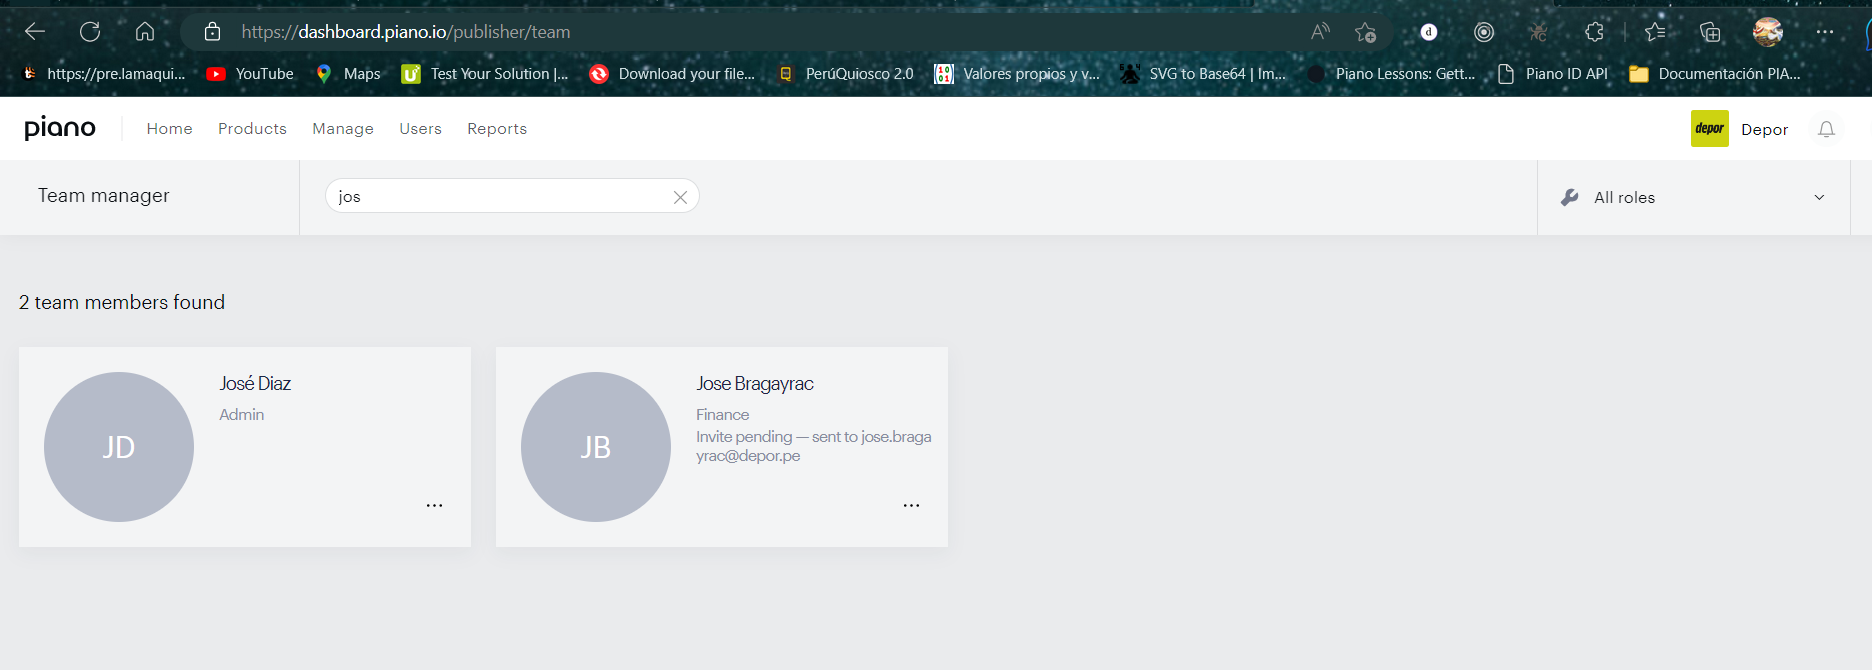 https://dashboard.piano.io/publisher/team
https://pre.lamaqui... YouTube Maps Test Your Solution |... Download your file... PerúQuiosco 2.0 Valores propios y v... SVG to Base64 | Im... Piano Lessons: Gett... Piano ID API Documentación PIA...
piano Home Products Manage Users Reports depor Depor
Team manager jos All roles
2 team members found
José Diaz
Admin
JD
Jose Bragayrac
Finance
Invite pending — sent to jose.braga
yrac@depor.pe
JB